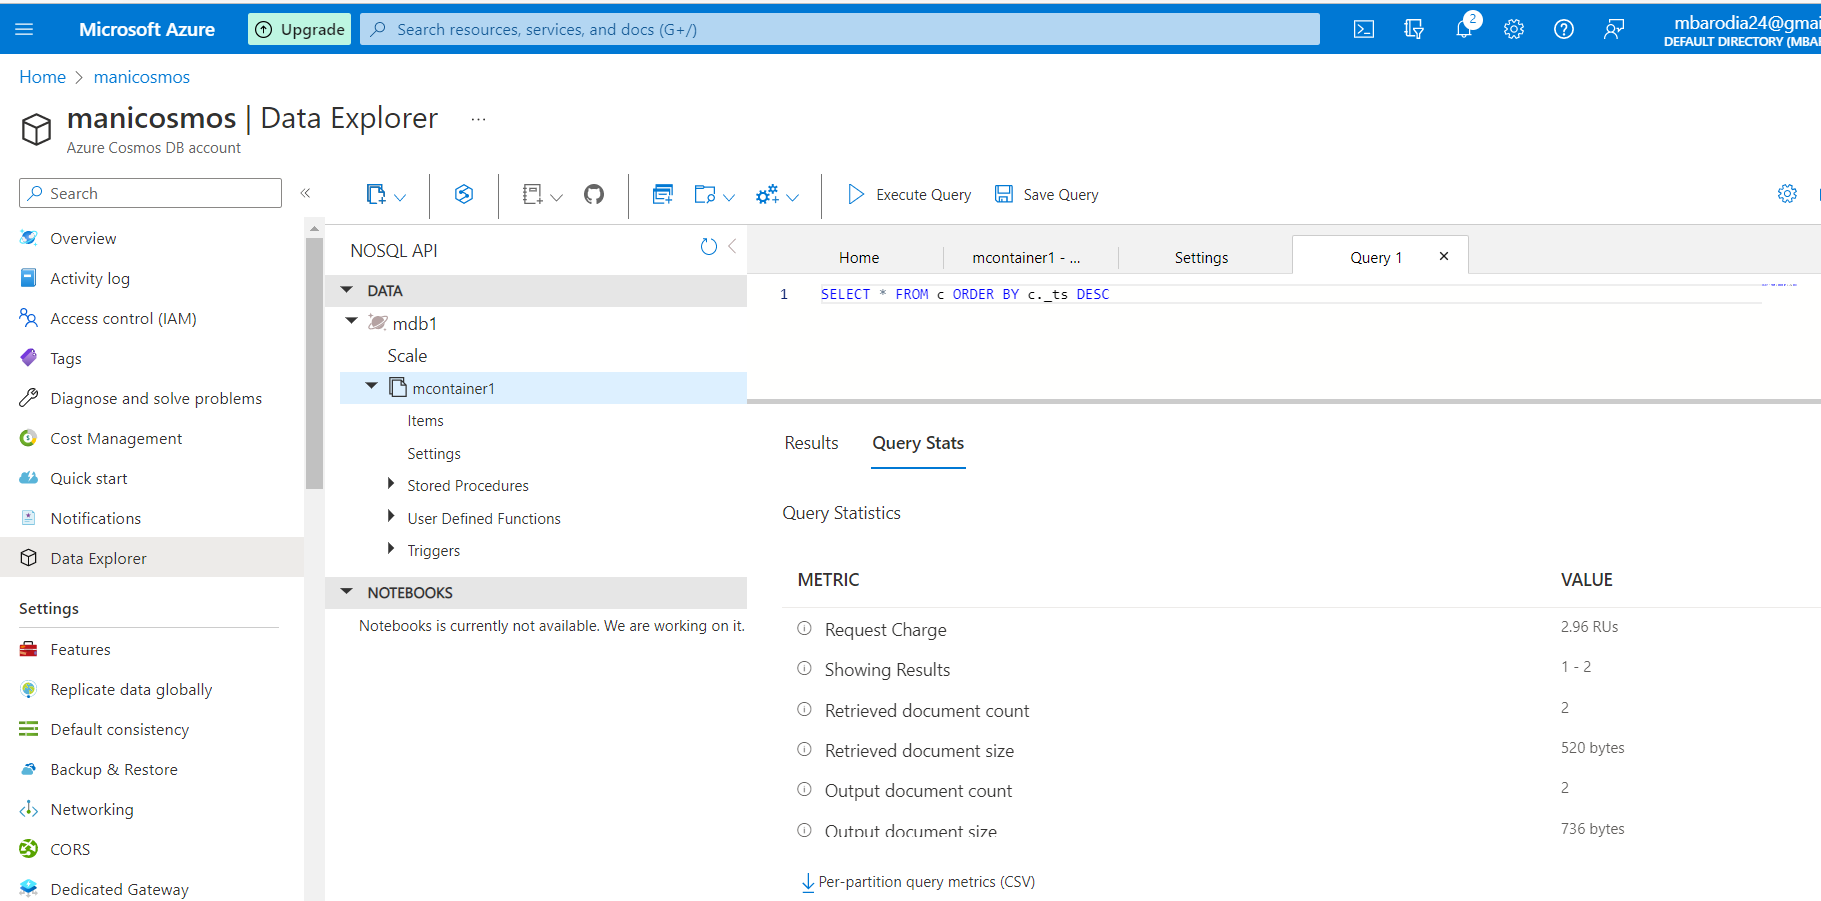 Microsoft Azure
Upgrade
Search resources, services, and docs (G+/)
2
mbarodia24@gmai
DEFAULT DIRECTORY (MBAR
Home > manicosmos
manicosmos | Data Explorer ...
Azure Cosmos DB account
Search
«
Execute Query
Save Query
Overview
Activity log
Access control (IAM)
Tags
Diagnose and solve problems
Cost Management
Quick start
Notifications
Data Explorer
Settings
Features
Replicate data globally
Default consistency
Backup & Restore
Networking
CORS
Dedicated Gateway
NOSQL API
DATA
mdb1
Scale
mcontainer1
Items
Settings
Stored Procedures
User Defined Functions
Triggers
NOTEBOOKS
Notebooks is currently not available. We are working on it.
Home
mcontainer1 - ...
Settings
Query 1
1 SELECT * FROM c ORDER BY c._ts DESC
Results
Query Stats
Query Statistics
METRIC VALUE
Request Charge 2.96 RUs
Showing Results 1 - 2
Retrieved document count 2
Retrieved document size 520 bytes
Output document count 2
Output document size 736 bytes
Per-partition query metrics (CSV)